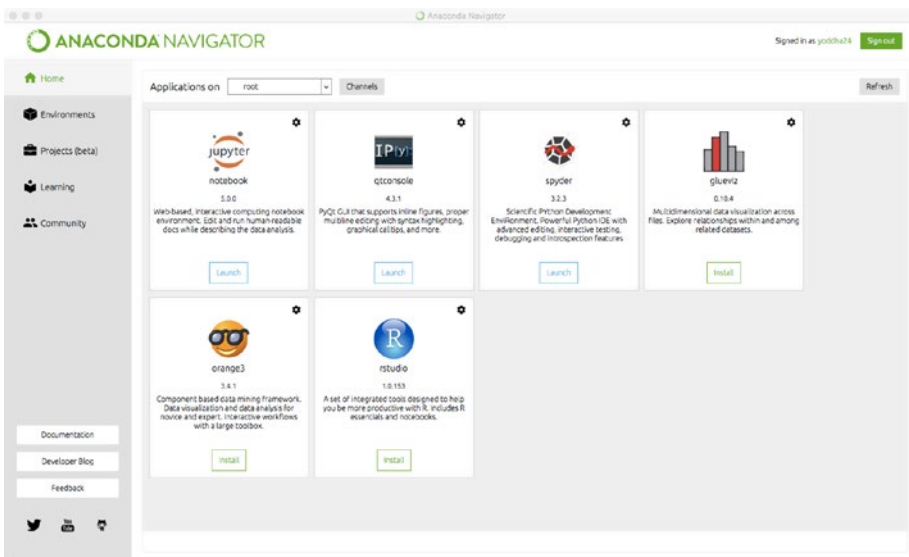 Anaconda Navigator
ANACONDA NAVIGATOR
Signed in as yoddha24
Sign out
Home
Environments
Projects (beta)
Learning
Community
Documentation
Developer Blog
Feedback
You
Tube
Applications on
root
Channels
Refresh
jupyter
notebook
5.0.0
Web-based, interactive computing notebook
environment. Edit and run human-readable
docs while describing the data analysis.
Launch
IP[y]:
qtconsole
4.3.1
PyQt GUI that supports inline figures, proper
multiline editing with syntax highlighting,
graphical calltips, and more.
Launch
spyder
3.2.3
Scientific PYthon Development
EnviRonment. Powerful Python IDE with
advanced editing, interactive testing,
debugging and introspection features
Launch
glueviz
0.10.4
Multidimensional data visualization across
files. Explore relationships within and among
related datasets.
Install
orange3
3.4.1
Component based data mining framework.
Data visualization and data analysis for
novice and expert. Interactive workflows
with a large toolbox.
Install
R
rstudio
1.0.153
A set of integrated tools designed to help
you be more productive with R. Includes R
essentials and notebooks.
Install